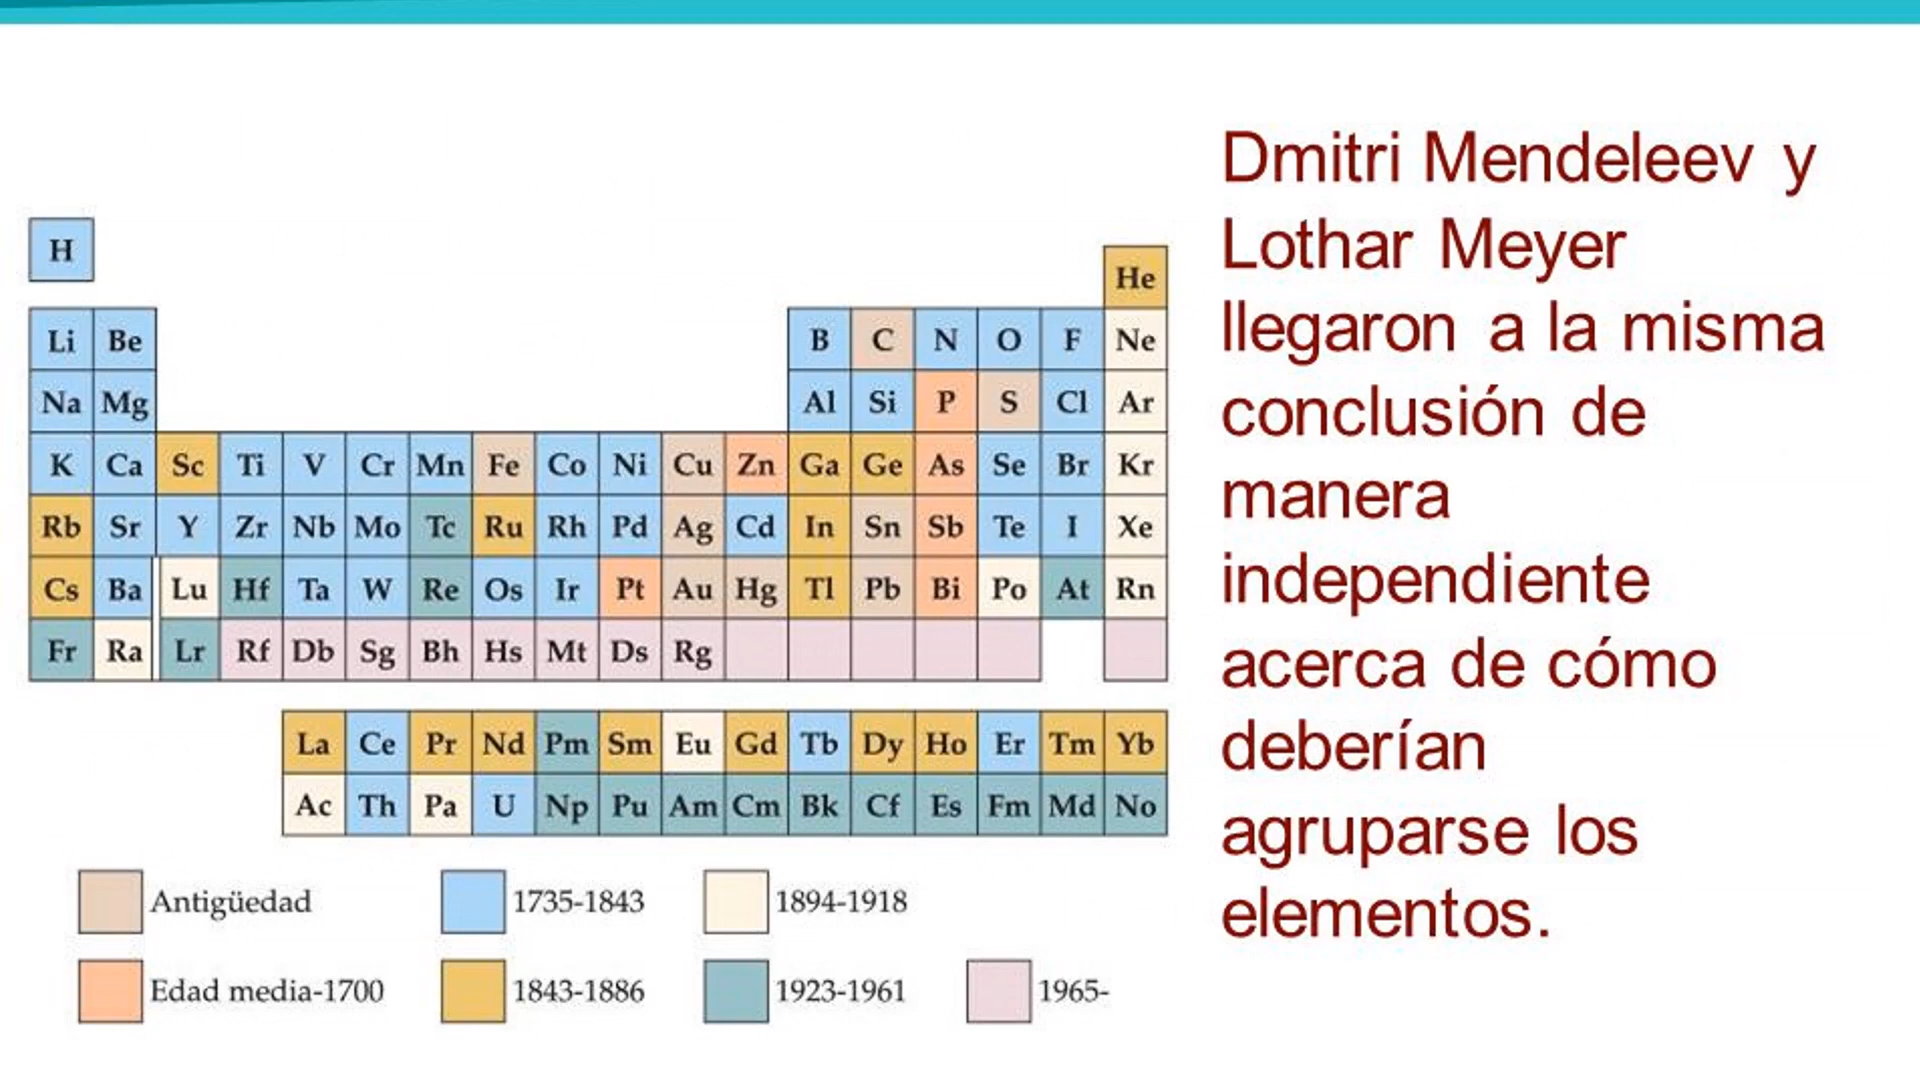 Dmitri Mendeleev y
Lothar Meyer
llegaron a la misma
conclusión de
manera
independiente
acerca de cómo
deberían
agruparse los
elementos.
H
He
Li Be B C N O F Ne
Na Mg Al Si P S Cl Ar
K Ca Sc Ti V Cr Mn Fe Co Ni Cu Zn Ga Ge As Se Br Kr
Rb Sr Y Zr Nb Mo Tc Ru Rh Pd Ag Cd In Sn Sb Te I Xe
Cs Ba Lu Hf Ta W Re Os Ir Pt Au Hg Tl Pb Bi Po At Rn
Fr Ra Lr Rf Db Sg Bh Hs Mt Ds Rg
La Ce Pr Nd Pm Sm Eu Gd Tb Dy Ho Er Tm Yb
Ac Th Pa U Np Pu Am Cm Bk Cf Es Fm Md No
Antigüedad 1735-1843 1894-1918
Edad media-1700 1843-1886 1923-1961 1965-